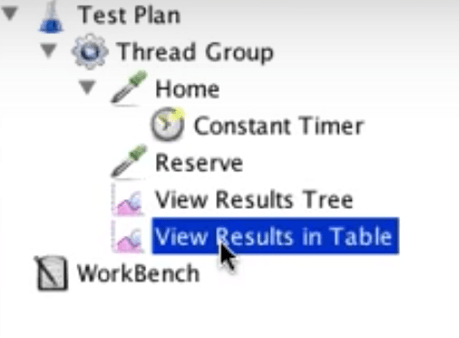 Test Plan
Thread Group
Home
Constant Timer
Reserve
View Results Tree
View Results in Table
WorkBench